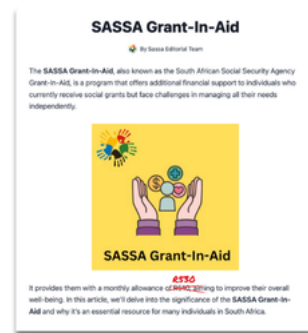 SASSA Grant-In-Aid
By Sassa Editorial Team
The SASSA Grant-In-Aid, also known as the South African Social Security Agency
Grant-In-Aid, is a program that offers additional financial support to individuals who
currently receive social grants but face challenges in managing all their needs
independently.
SASSA Grant-In-Aid
R530
It provides them with a monthly allowance of aiming to improve their overall
well-being. In this article, we'll delve into the significance of the SASSA Grant-In-
Aid and why it's an essential resource for many individuals in South Africa.